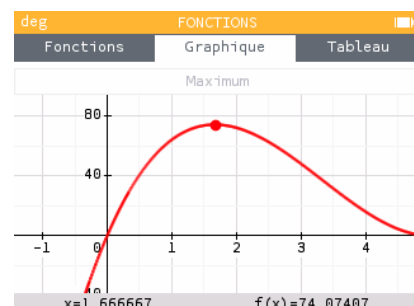 deg FONCTIONS
Fonctions Graphique Tableau
Maximum
80
40
-1 0 1 2 3 4
x=1.666667 f(x)=74.07407